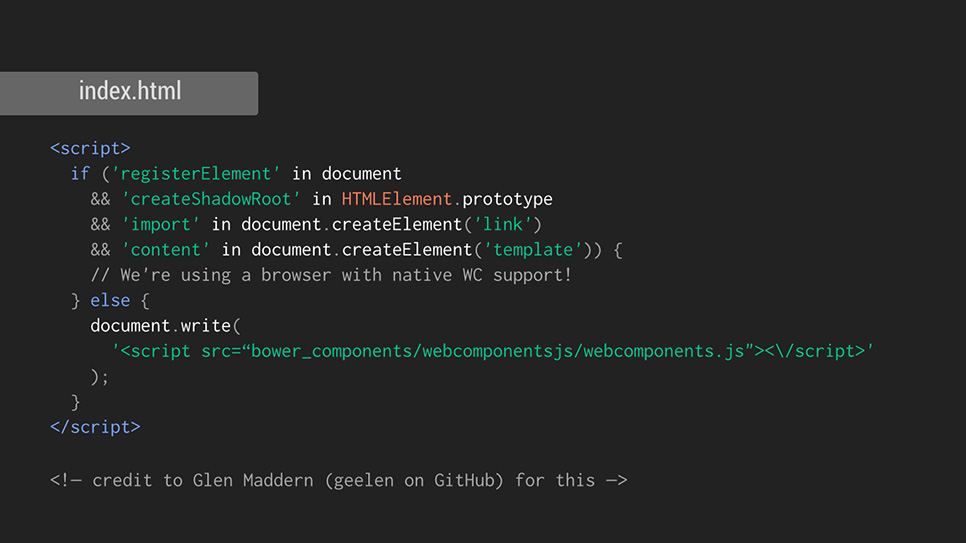 index.html
<script>
if ('registerElement' in document
&& 'createShadowRoot' in HTMLElement.prototype
&& 'import' in document.createElement('link')
&& 'content' in document.createElement('template')) {
// We're using a browser with native WC support!
} else {
document.write(
'<script src=“bower_components/webcomponentsjs/webcomponents.js"><\/script>'
);
}
</script>
<!— credit to Glen Maddern (geelen on GitHub) for this —>